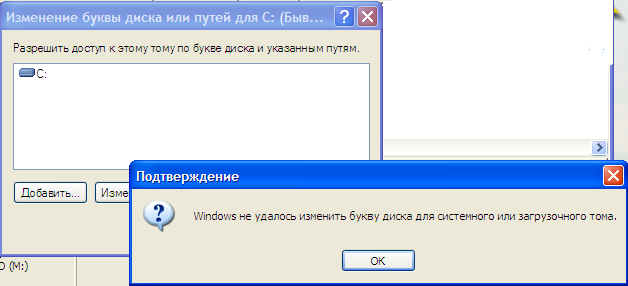 Изменение буквы диска или путей для C: (Быв...
Разрешить доступ к этому тому по букве диска и указанным путям.
C:
Добавить...
Изме
Подтверждение
Windows не удалось изменить букву диска для системного или загрузочного тома.
OK
(M:)